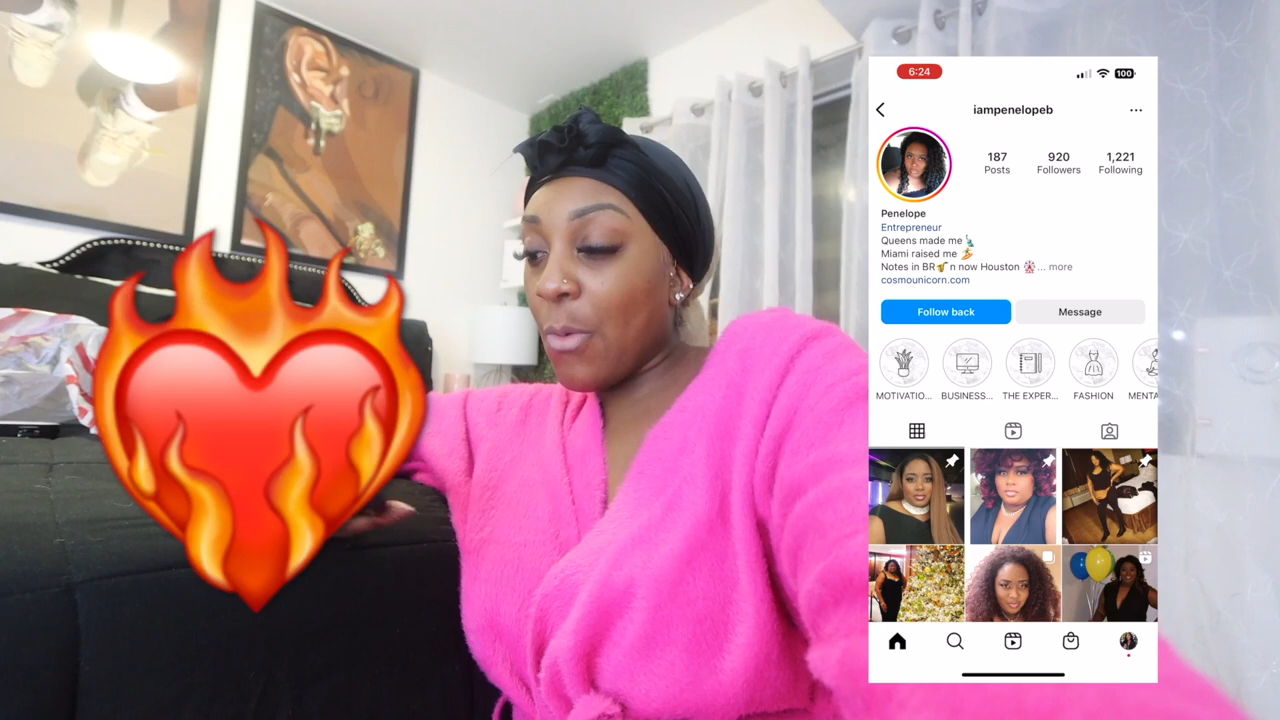 6:24
100
iampenelopeb
187 920 1,221
Posts Followers Following
Penelope
Entrepreneur
Queens made me🗽
Miami raised me 🏄
Notes in BR🎷n now Houston 🎡... more
cosmounicorn.com
Follow back Message
MOTIVATIO... BUSINESS... THE EXPER... FASHION MENTA